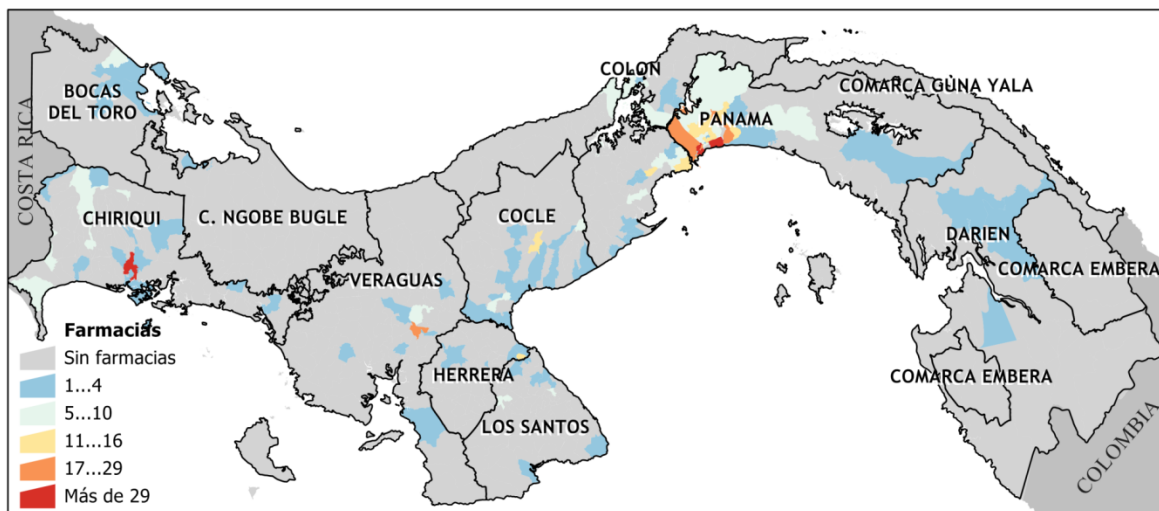 COSTA RICA
BOCAS
DEL TORO
CHIRIQUI
C. NGOBE BUGLE
VERAGUAS
COCLE
COLON
PANAMA
COMARCA GUNA YALA
DARIEN
COMARCA EMBERA
COMARCA EMBERA
HERRERA
LOS SANTOS
COLOMBIA
Farmacias
Sin farmacias
1...4
5...10
11...16
17...29
Más de 29